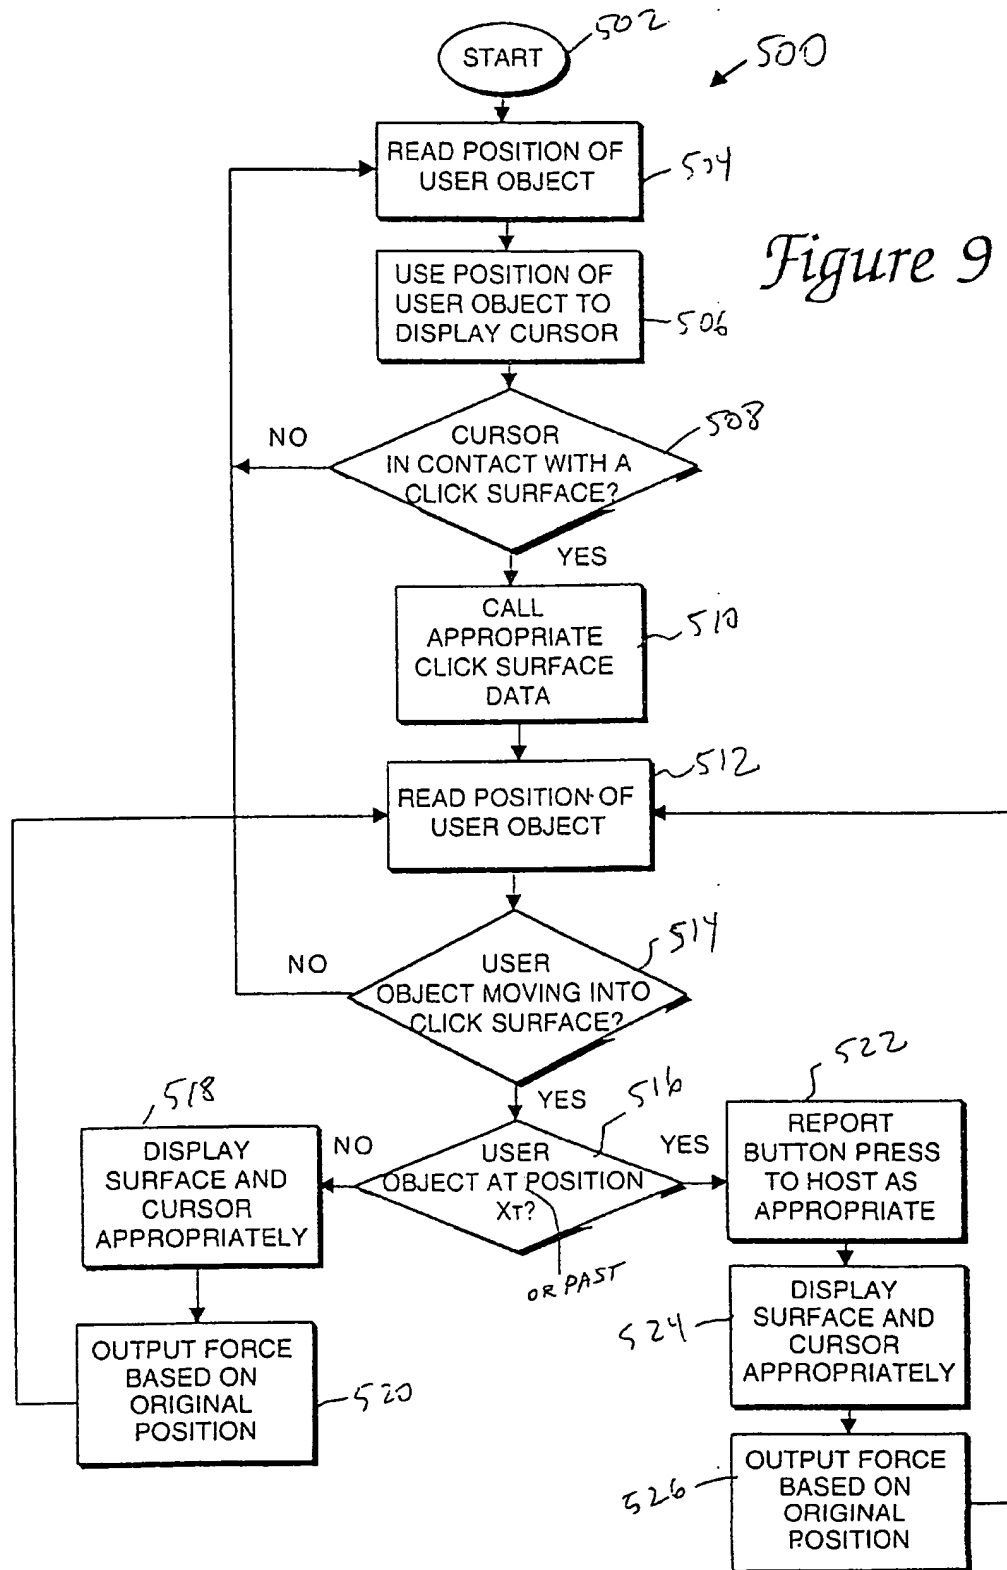 502
START
500
READ POSITION OF
USER OBJECT
504
Figure 9
USE POSITION OF
USER OBJECT TO
DISPLAY CURSOR
506
508
NO
CURSOR
IN CONTACT WITH A
CLICK SURFACE?
YES
CALL
APPROPRIATE
CLICK SURFACE
DATA
510
512
READ POSITION OF
USER OBJECT
514
NO
USER
OBJECT MOVING INTO
CLICK SURFACE?
YES
516
518
522
NO
USER
OBJECT AT POSITION
XT?
YES
OR PAST
DISPLAY
SURFACE AND
CURSOR
APPROPRIATELY
REPORT
BUTTON PRESS
TO HOST AS
APPROPRIATE
OUTPUT FORCE
BASED ON
ORIGINAL
POSITION
520
524
DISPLAY
SURFACE AND
CURSOR
APPROPRIATELY
526
OUTPUT FORCE
BASED ON
ORIGINAL
POSITION